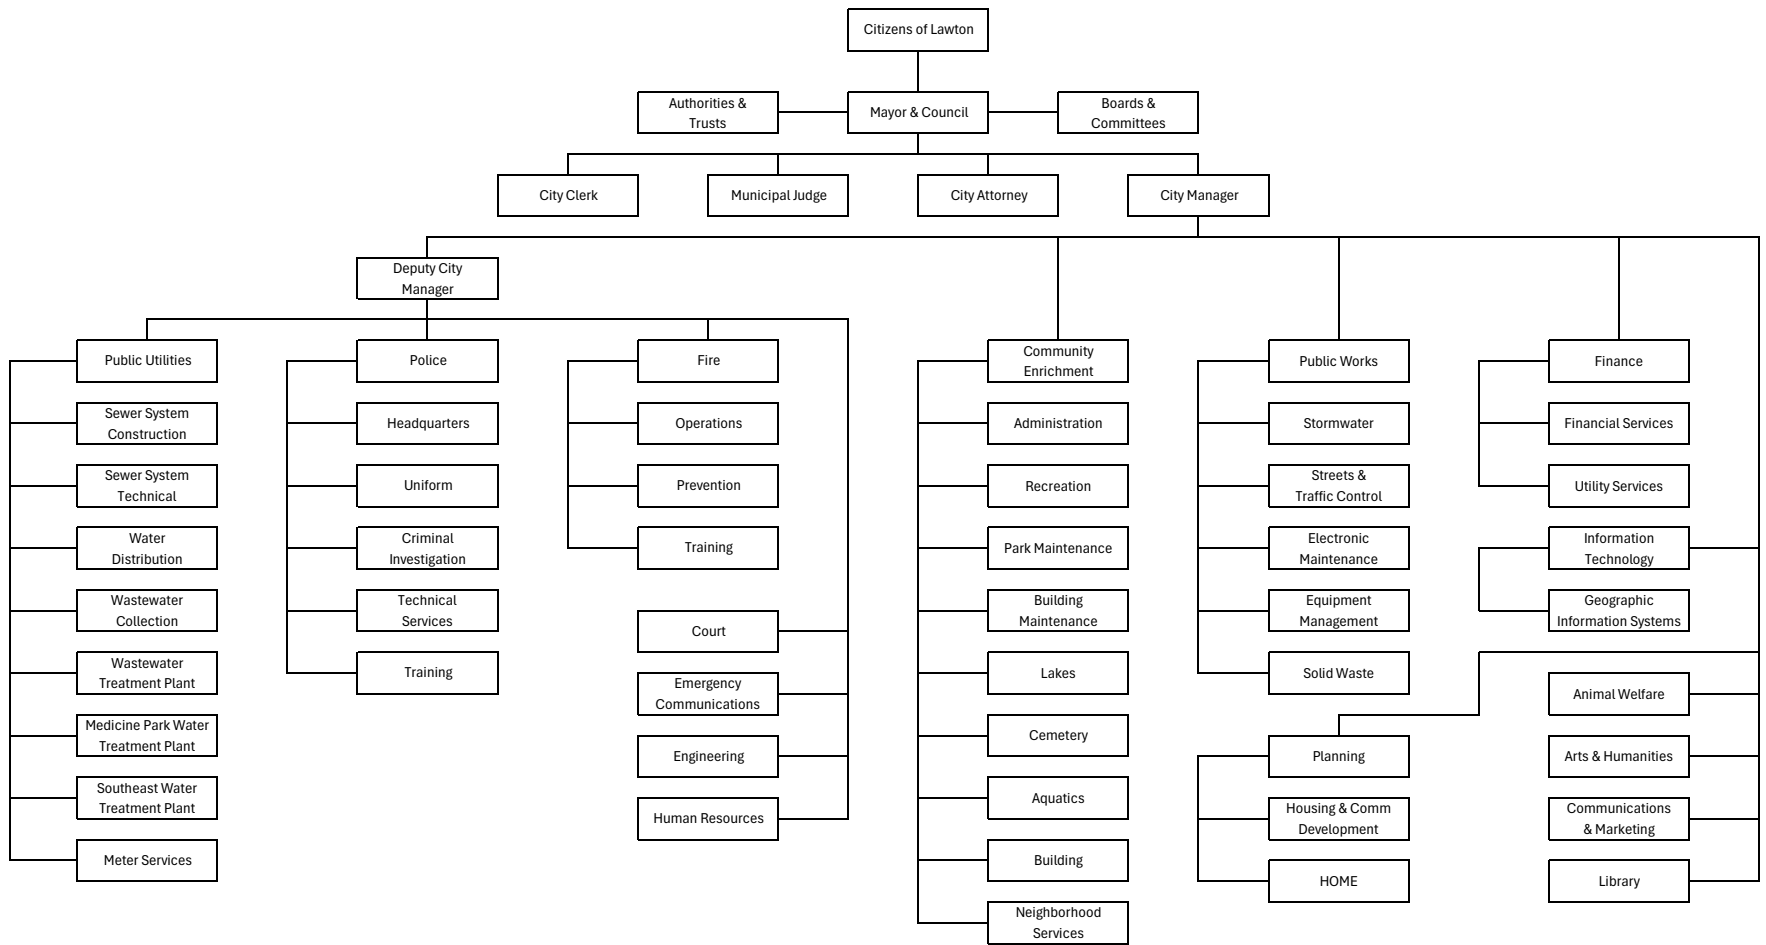 Citizens of Lawton
Authorities &
Trusts
Mayor & Council
Boards &
Committees
City Clerk
Municipal Judge
City Attorney
City Manager
Deputy City
Manager
Public Utilities
Sewer System
Construction
Sewer System
Technical
Water
Distribution
Wastewater
Collection
Wastewater
Treatment Plant
Medicine Park Water
Treatment Plant
Southeast Water
Treatment Plant
Meter Services
Police
Headquarters
Uniform
Criminal
Investigation
Technical
Services
Training
Fire
Operations
Prevention
Training
Court
Emergency
Communications
Engineering
Human Resources
Community
Enrichment
Administration
Recreation
Park Maintenance
Building
Maintenance
Lakes
Cemetery
Aquatics
Building
Neighborhood
Services
Public Works
Stormwater
Streets &
Traffic Control
Electronic
Maintenance
Equipment
Management
Solid Waste
Planning
Housing & Comm
Development
HOME
Finance
Financial Services
Utility Services
Information
Technology
Geographic
Information Systems
Animal Welfare
Arts & Humanities
Communications
& Marketing
Library